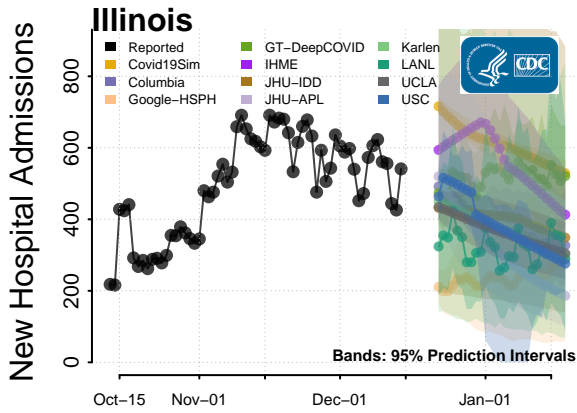 Illinois
New Hospital Admissions
0 200 400 600 800
Reported
Covid19Sim
Columbia
Google−HSPH
GT−DeepCOVID
IHME
JHU−IDD
JHU−APL
Karlen
LANL
UCLA
USC
CDC
Bands: 95% Prediction Intervals
Oct−15 Nov−01 Dec−01 Jan−01